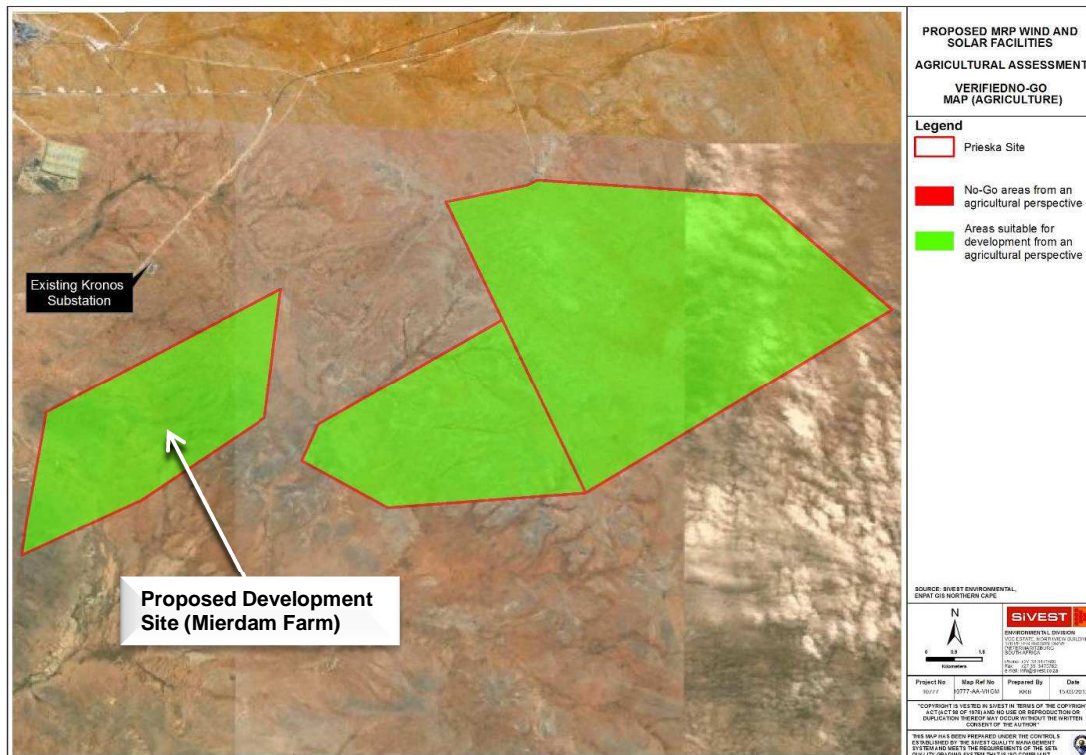 Existing Kronos
Substation
Proposed Development
Site (Mierdam Farm)
PROPOSED MRP WIND AND
SOLAR FACILITIES
AGRICULTURAL ASSESSMENT
VERIFIEDNO-GO
MAP (AGRICULTURE)
Legend
Prieska Site
No-Go areas from an
agricultural perspective
Areas suitable for
development from an
agricultural perspective
SOURCE: SIVEST ENVIRONMENTAL,
ENPAT GIS NORTHERN CAPE
N
0 0,9 1,8
Kilometers
SiVEST
ENVIRONMENTAL DIVISION
SOUTH AFRICA
Project No
Map Ref No
Prepared By
Date
10777
KRB
"COPYRIGHT IS VESTED IN SIVEST IN TERMS OF THE COPYRIGHT
ACT (ACT 98 OF 1978) AND NO USE OR REPRODUCTION OR
DUPLICATION THEREOF MAY OCCUR WITHOUT THE WRITTEN
CONSENT OF THE AUTHOR"
THIS MAP HAS BEEN PREPARED UNDER THE CONTROLS
ESTABLISHED BY THE SIVEST QUALITY MANAGEMENT
SYSTEM AND MEETS THE REQUIREMENTS OF THE SETA